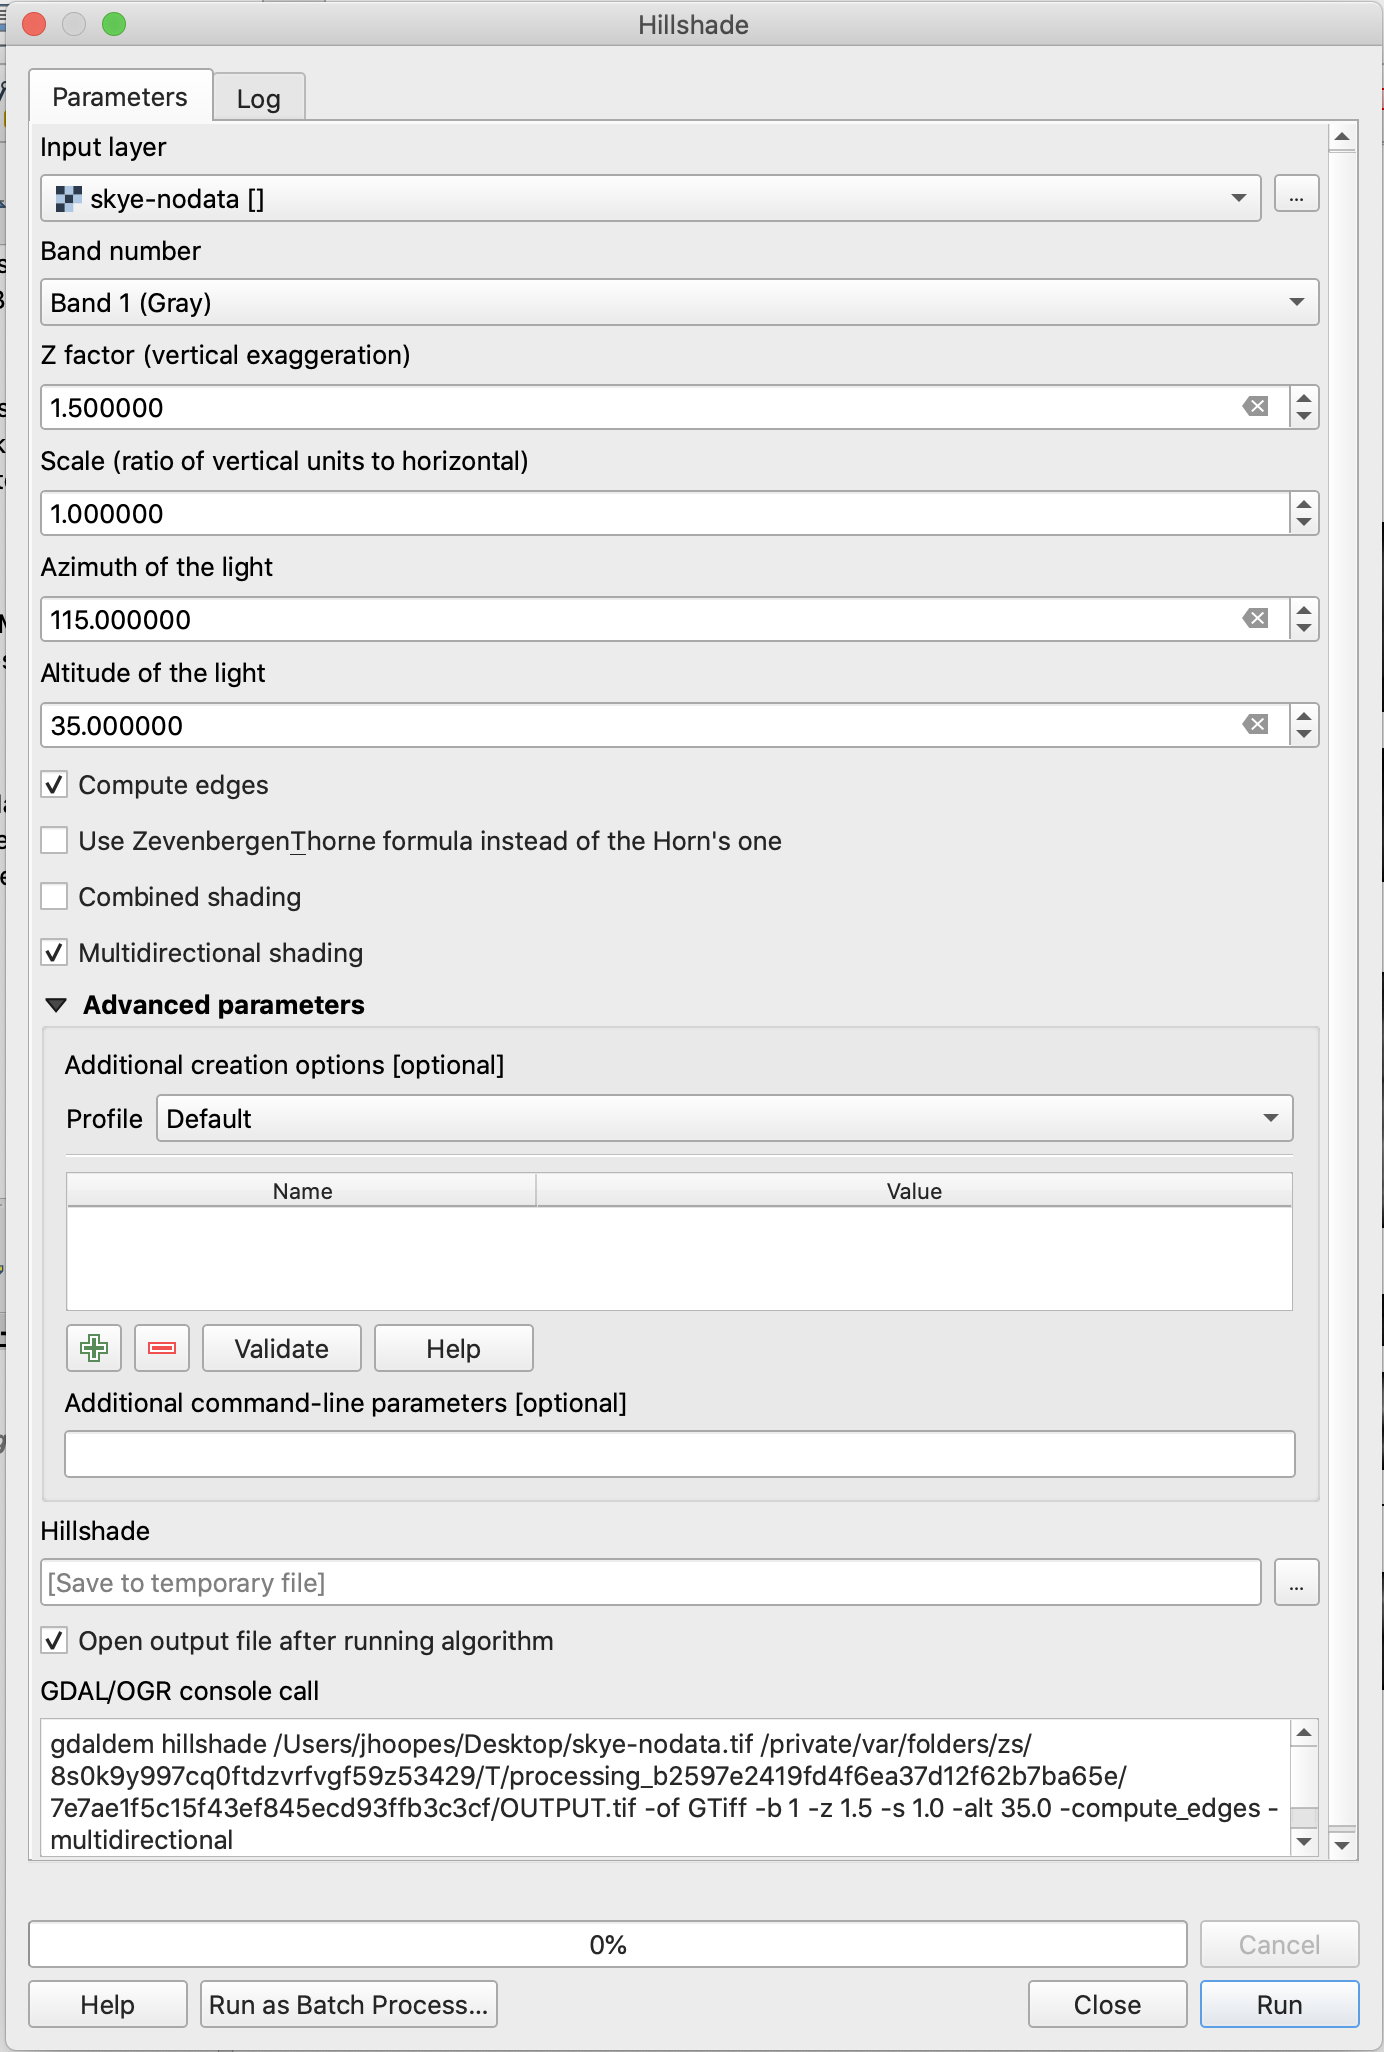 Hillshade
Parameters
Log
Input layer
skye-nodata []
...
Band number
Band 1 (Gray)
Z factor (vertical exaggeration)
1.500000
Scale (ratio of vertical units to horizontal)
1.000000
Azimuth of the light
115.000000
Altitude of the light
35.000000
Compute edges
Use ZevenbergenThorne formula instead of the Horn's one
Combined shading
Multidirectional shading
Advanced parameters
Additional creation options [optional]
Profile
Default
Name
Value
Validate
Help
Additional command-line parameters [optional]
Hillshade
[Save to temporary file]
...
Open output file after running algorithm
GDAL/OGR console call
gdaldem hillshade /Users/jhoopes/Desktop/skye-nodata.tif /private/var/folders/zs/
8s0k9y997cq0ftdzvrfvgf59z53429/T/processing_b2597e2419fd4f6ea37d12f62b7ba65e/
7e7ae1f5c15f43ef845ecd93ffb3c3cf/OUTPUT.tif -of GTiff -b 1 -z 1.5 -s 1.0 -alt 35.0 -compute_edges -
multidirectional
0%
Cancel
Help
Run as Batch Process...
Close
Run